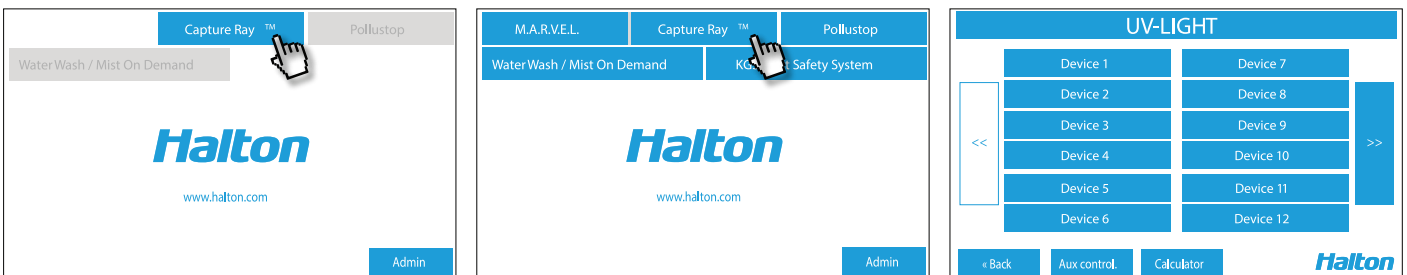 Capture Ray ™
Pollustop
Water Wash / Mist On Demand
Halton
www.halton.com
Admin
M.A.R.V.E.L.
Capture Ray ™
Pollustop
Water Wash / Mist On Demand
Safety System
Halton
www.halton.com
Admin
UV-LIGHT
Device 1
Device 7
Device 2
Device 8
Device 3
Device 9
<<
>>
Device 4
Device 10
Device 5
Device 11
Device 6
Device 12
« Back
Aux control.
Calculator
Halton